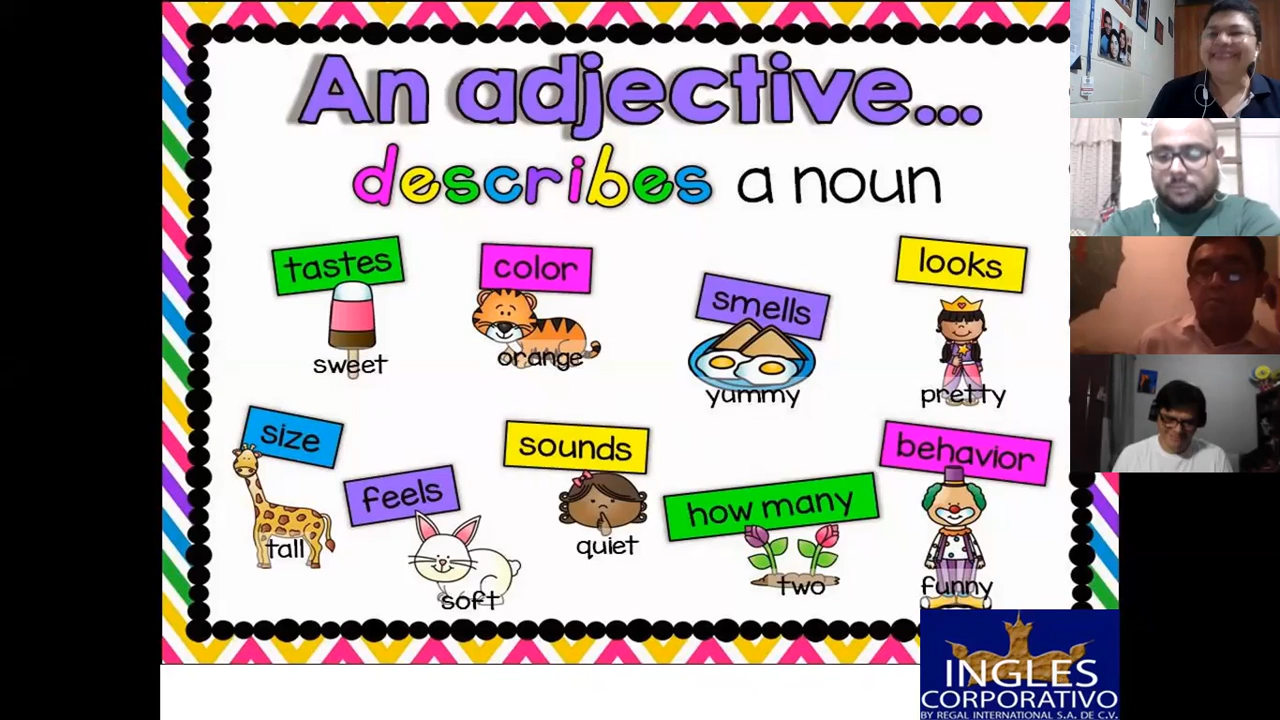 An adjective...
describes a noun
tastes
sweet
color
orange
smells
yummy
looks
pretty
size
tall
feels
soft
sounds
quiet
how many
two
behavior
funny
INGLES
CORPORATIVO
BY REGAL INTERNATIONAL S.A. DE C.V.